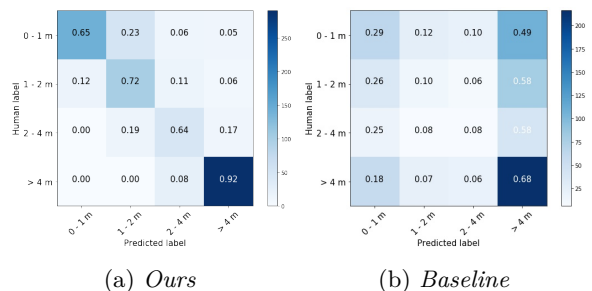 0 - 1 m 0.65 0.23 0.06 0.05
1 - 2 m 0.12 0.72 0.11 0.06
2 - 4 m 0.00 0.19 0.64 0.17
> 4 m 0.00 0.00 0.08 0.92
Human label
0 - 1 m 1 - 2 m 2 - 4 m > 4 m
Predicted label
250
200
150
100
50
0
(a) Ours
0 - 1 m 0.29 0.12 0.10 0.49
1 - 2 m 0.26 0.10 0.06 0.58
2 - 4 m 0.25 0.08 0.08 0.58
> 4 m 0.18 0.07 0.06 0.68
Human label
0 - 1 m 1 - 2 m 2 - 4 m > 4 m
Predicted label
200
175
150
125
100
75
50
25
(b) Baseline